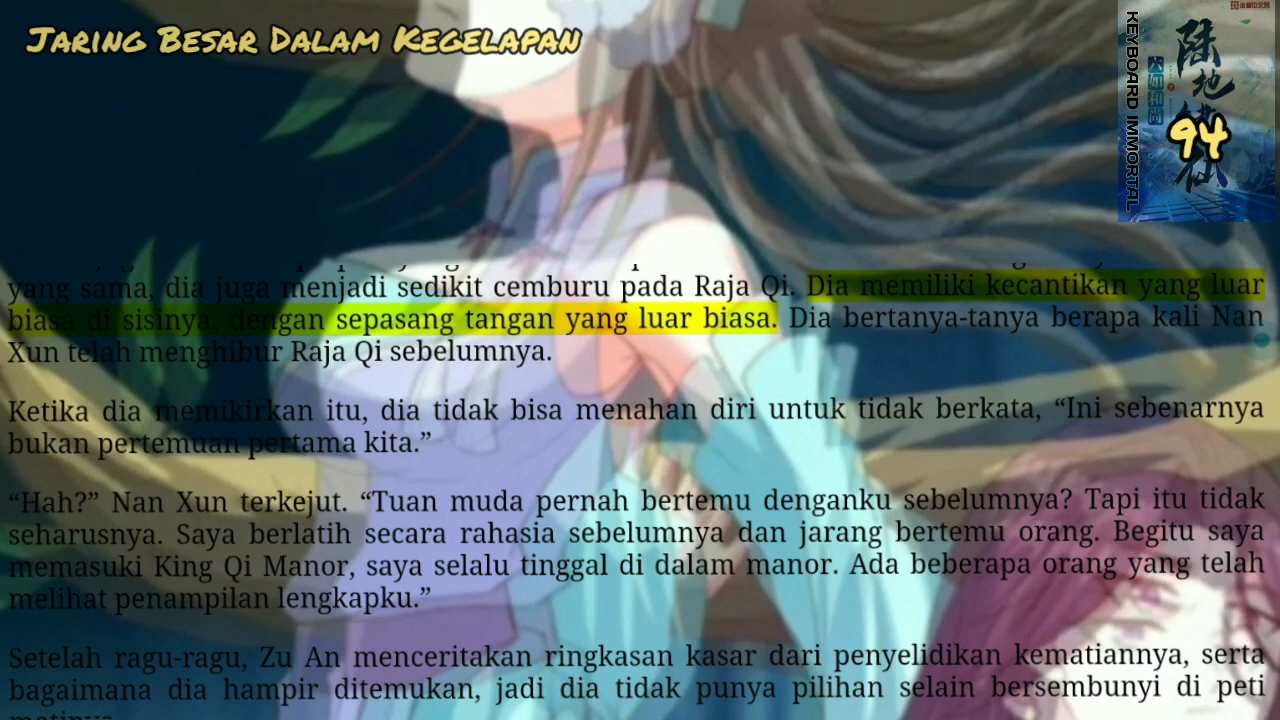 Jaring Besar Dalam Kegelapan
KEYBOARD IMMORTAL
陆地
仙
94
yang sama, dia juga menjadi sedikit cemburu pada Raja Qi. Dia memiliki kecantikan yang luar
biasa di sisinya, dengan sepasang tangan yang luar biasa. Dia bertanya-tanya berapa kali Nan
Xun telah menghibur Raja Qi sebelumnya.
Ketika dia memikirkan itu, dia tidak bisa menahan diri untuk tidak berkata, “Ini sebenarnya
bukan pertemuan pertama kita.”
“Hah?” Nan Xun terkejut. “Tuan muda pernah bertemu denganku sebelumnya? Tapi itu tidak
seharusnya. Saya berlatih secara rahasia sebelumnya dan jarang bertemu orang. Begitu saya
memasuki King Qi Manor, saya selalu tinggal di dalam manor. Ada beberapa orang yang telah
melihat penampilan lengkapku.”
Setelah ragu-ragu, Zu An menceritakan ringkasan kasar dari penyelidikan kematiannya, serta
bagaimana dia hampir ditemukan, jadi dia tidak punya pilihan selain bersembunyi di peti